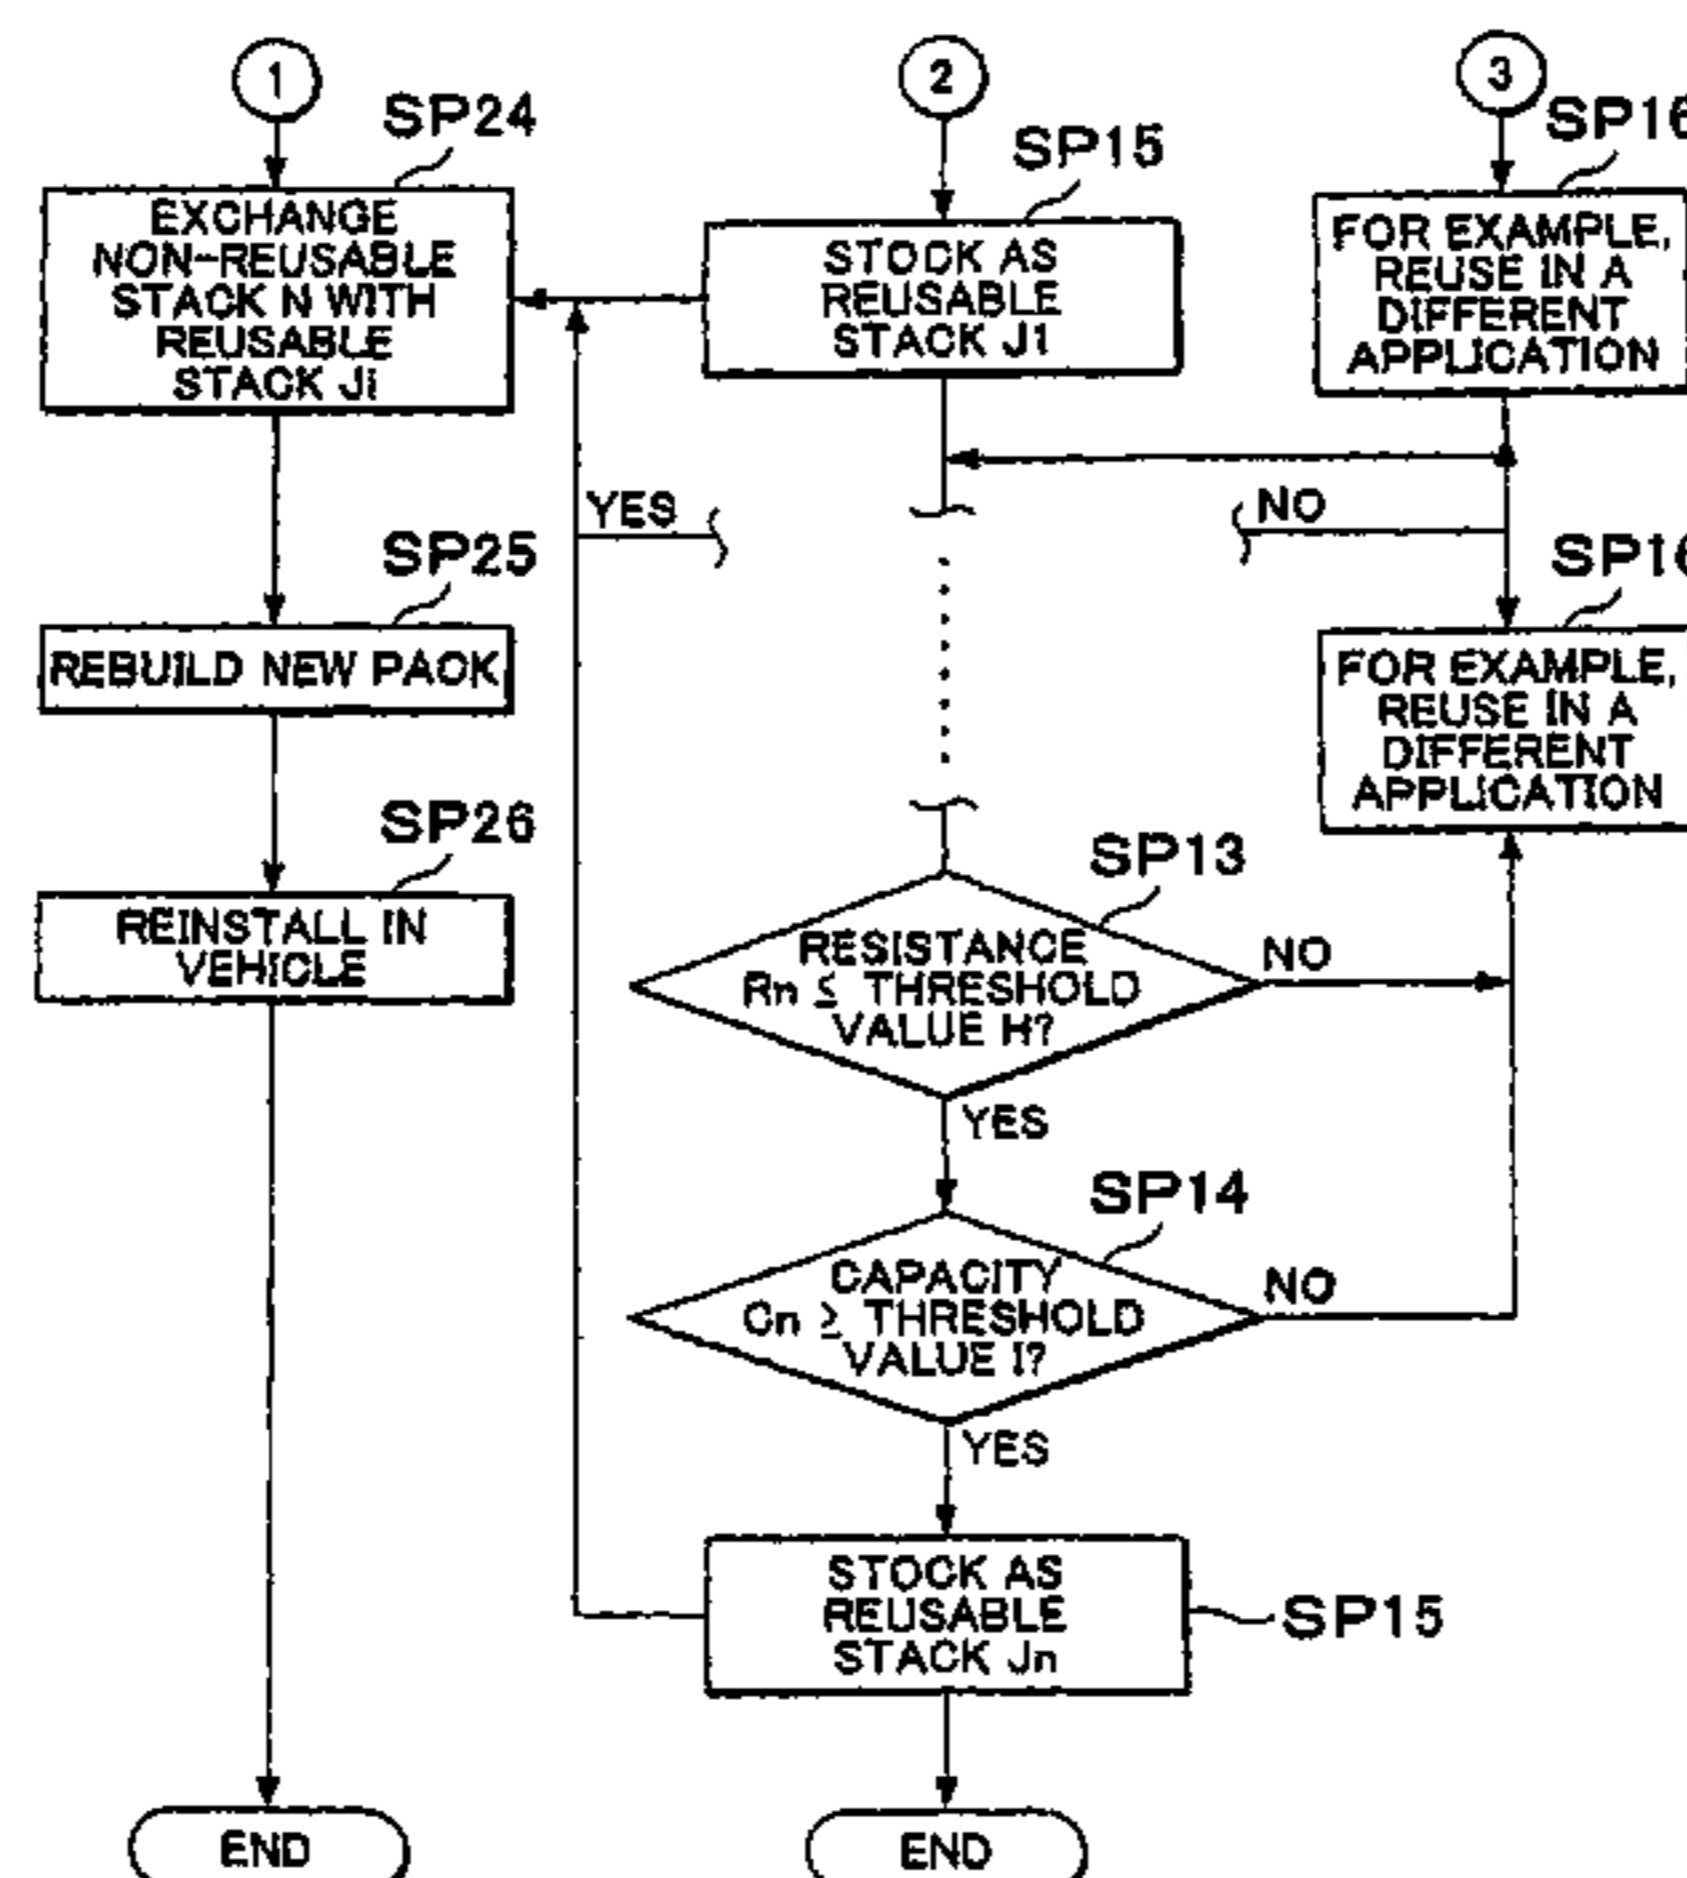 1
SP24
EXCHANGE
NON-REUSABLE
STACK N WITH
REUSABLE
STACK Ji
SP25
REBUILD NEW PACK
SP26
REINSTALL IN
VEHICLE
END
2
SP15
STOCK AS
REUSABLE
STACK J1
YES
SP13
RESISTANCE
Rn ≤ THRESHOLD
VALUE H?
NO
YES
SP14
CAPACITY
Cn ≥ THRESHOLD
VALUE I?
NO
YES
STOCK AS
REUSABLE
STACK Jn
SP15
END
3
SP16
FOR EXAMPLE,
REUSE IN A
DIFFERENT
APPLICATION
NO
SP16
FOR EXAMPLE,
REUSE IN A
DIFFERENT
APPLICATION